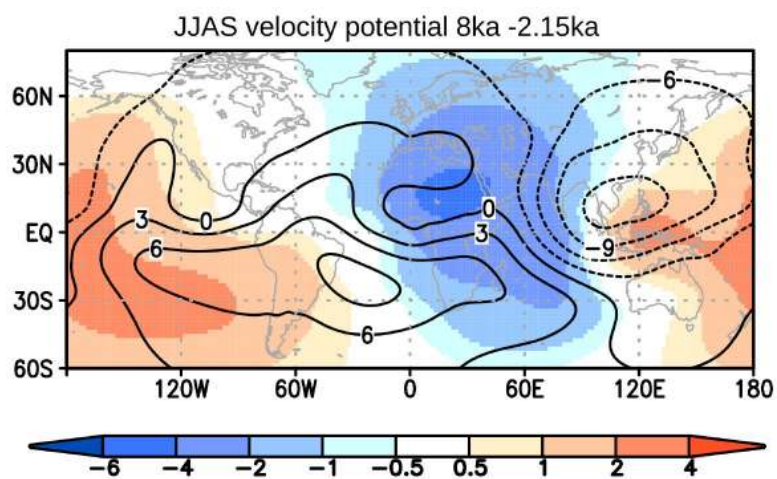 JJAS velocity potential 8ka -2.15ka
60N
30N
EQ
30S
60S
-6
3
0
6
0
3
-9
6
120W 60W 0 60E 120E 180
-6 -4 -2 -1 -0.5 0.5 1 2 4